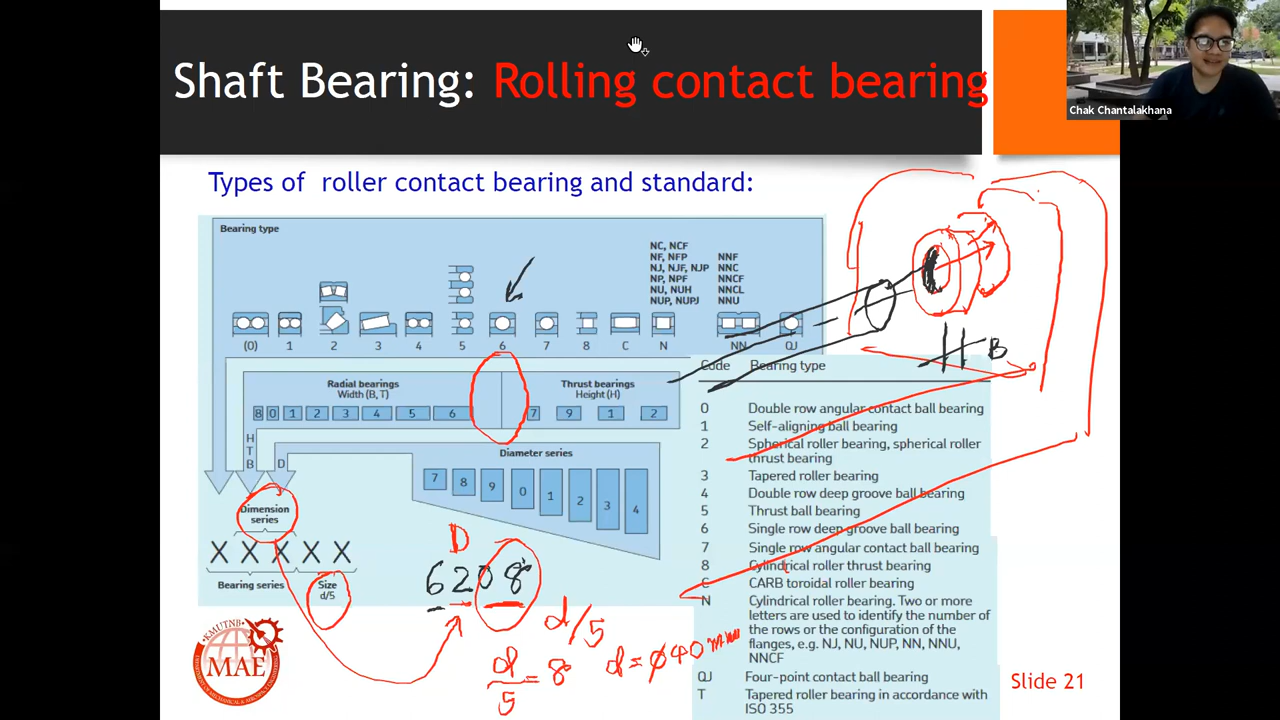 Shaft Bearing: Rolling contact bearing
Chak Chantalakhana
Types of roller contact bearing and standard:
Bearing type
NC, NCF
NF, NFP NNF
NJ, NJF, NJP NNC
NP, NPF NNCF
NU, NUH NNCL
NUP, NUPJ NNU
(0) 1 2 3 4 5 6 7 8 C N NN QJ
Radial bearings
Width (B, T)
8 0 1 2 3 4 5 6
Thrust bearings
Height (H)
7 9 1 2
H
T
B
D
Diameter series
7 8 9 0 1 2 3 4
Dimension
series
X X X X X
Bearing series
Size
d/5
D
6208
d/5
d/5 = 8
d = ⌀40 mm
B
Code Bearing type
0 Double row angular contact ball bearing
1 Self-aligning ball bearing
2 Spherical roller bearing, spherical roller
thrust bearing
3 Tapered roller bearing
4 Double row deep groove ball bearing
5 Thrust ball bearing
6 Single row deep groove ball bearing
7 Single row angular contact ball bearing
8 Cylindrical roller thrust bearing
C CARB toroidal roller bearing
N Cylindrical roller bearing. Two or more
letters are used to identify the number of
the rows or the configuration of the
flanges, e.g. NJ, NU, NUP, NN, NNU,
NNCF
QJ Four-point contact ball bearing
T Tapered roller bearing in accordance with
ISO 355
KMUTNB
MAE
Slide 21